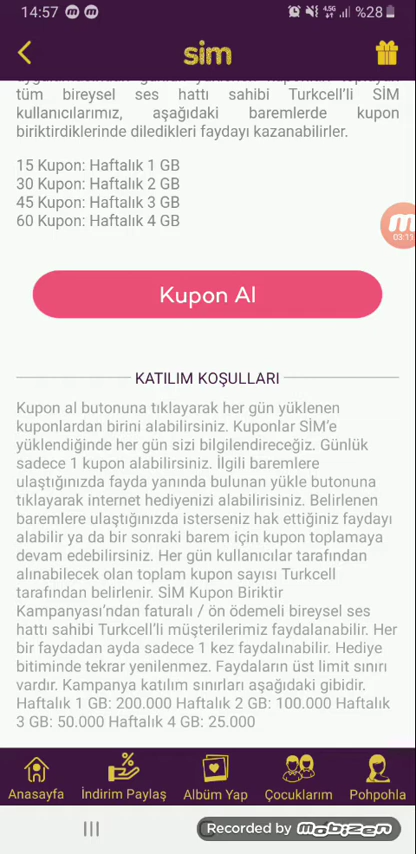 14:57
4,5G
%28
sim
tüm bireysel ses hattı sahibi Turkcell'li SİM
kullanıcılarımız, aşağıdaki baremlerde kupon
biriktirdiklerinde diledikleri faydayı kazanabilirler.
15 Kupon: Haftalık 1 GB
30 Kupon: Haftalık 2 GB
45 Kupon: Haftalık 3 GB
60 Kupon: Haftalık 4 GB
03:11
Kupon Al
KATILIM KOŞULLARI
Kupon al butonuna tıklayarak her gün yüklenen
kuponlardan birini alabilirsiniz. Kuponlar SİM'e
yüklendiğinde her gün sizi bilgilendireceğiz. Günlük
sadece 1 kupon alabilirsiniz. İlgili baremlere
ulaştığınızda fayda yanında bulunan yükle butonuna
tıklayarak internet hediyenizi alabilirisiniz. Belirlenen
baremlere ulaştığınızda isterseniz hak ettiğiniz faydayı
alabilir ya da bir sonraki barem için kupon toplamaya
devam edebilirsiniz. Her gün kullanıcılar tarafından
alınabilecek olan toplam kupon sayısı Turkcell
tarafından belirlenir. SİM Kupon Biriktir
Kampanyası'ndan faturalı / ön ödemeli bireysel ses
hattı sahibi Turkcell'li müşterilerimiz faydalanabilir. Her
bir faydadan ayda sadece 1 kez faydalınabilir. Hediye
bitiminde tekrar yenilenmez. Faydaların üst limit sınırı
vardır. Kampanya katılım sınırları aşağıdaki gibidir.
Haftalık 1 GB: 200.000 Haftalık 2 GB: 100.000 Haftalık
3 GB: 50.000 Haftalık 4 GB: 25.000
Anasayfa İndirim Paylaş Albüm Yap Çocuklarım Pohpohla
Recorded by Mobizen